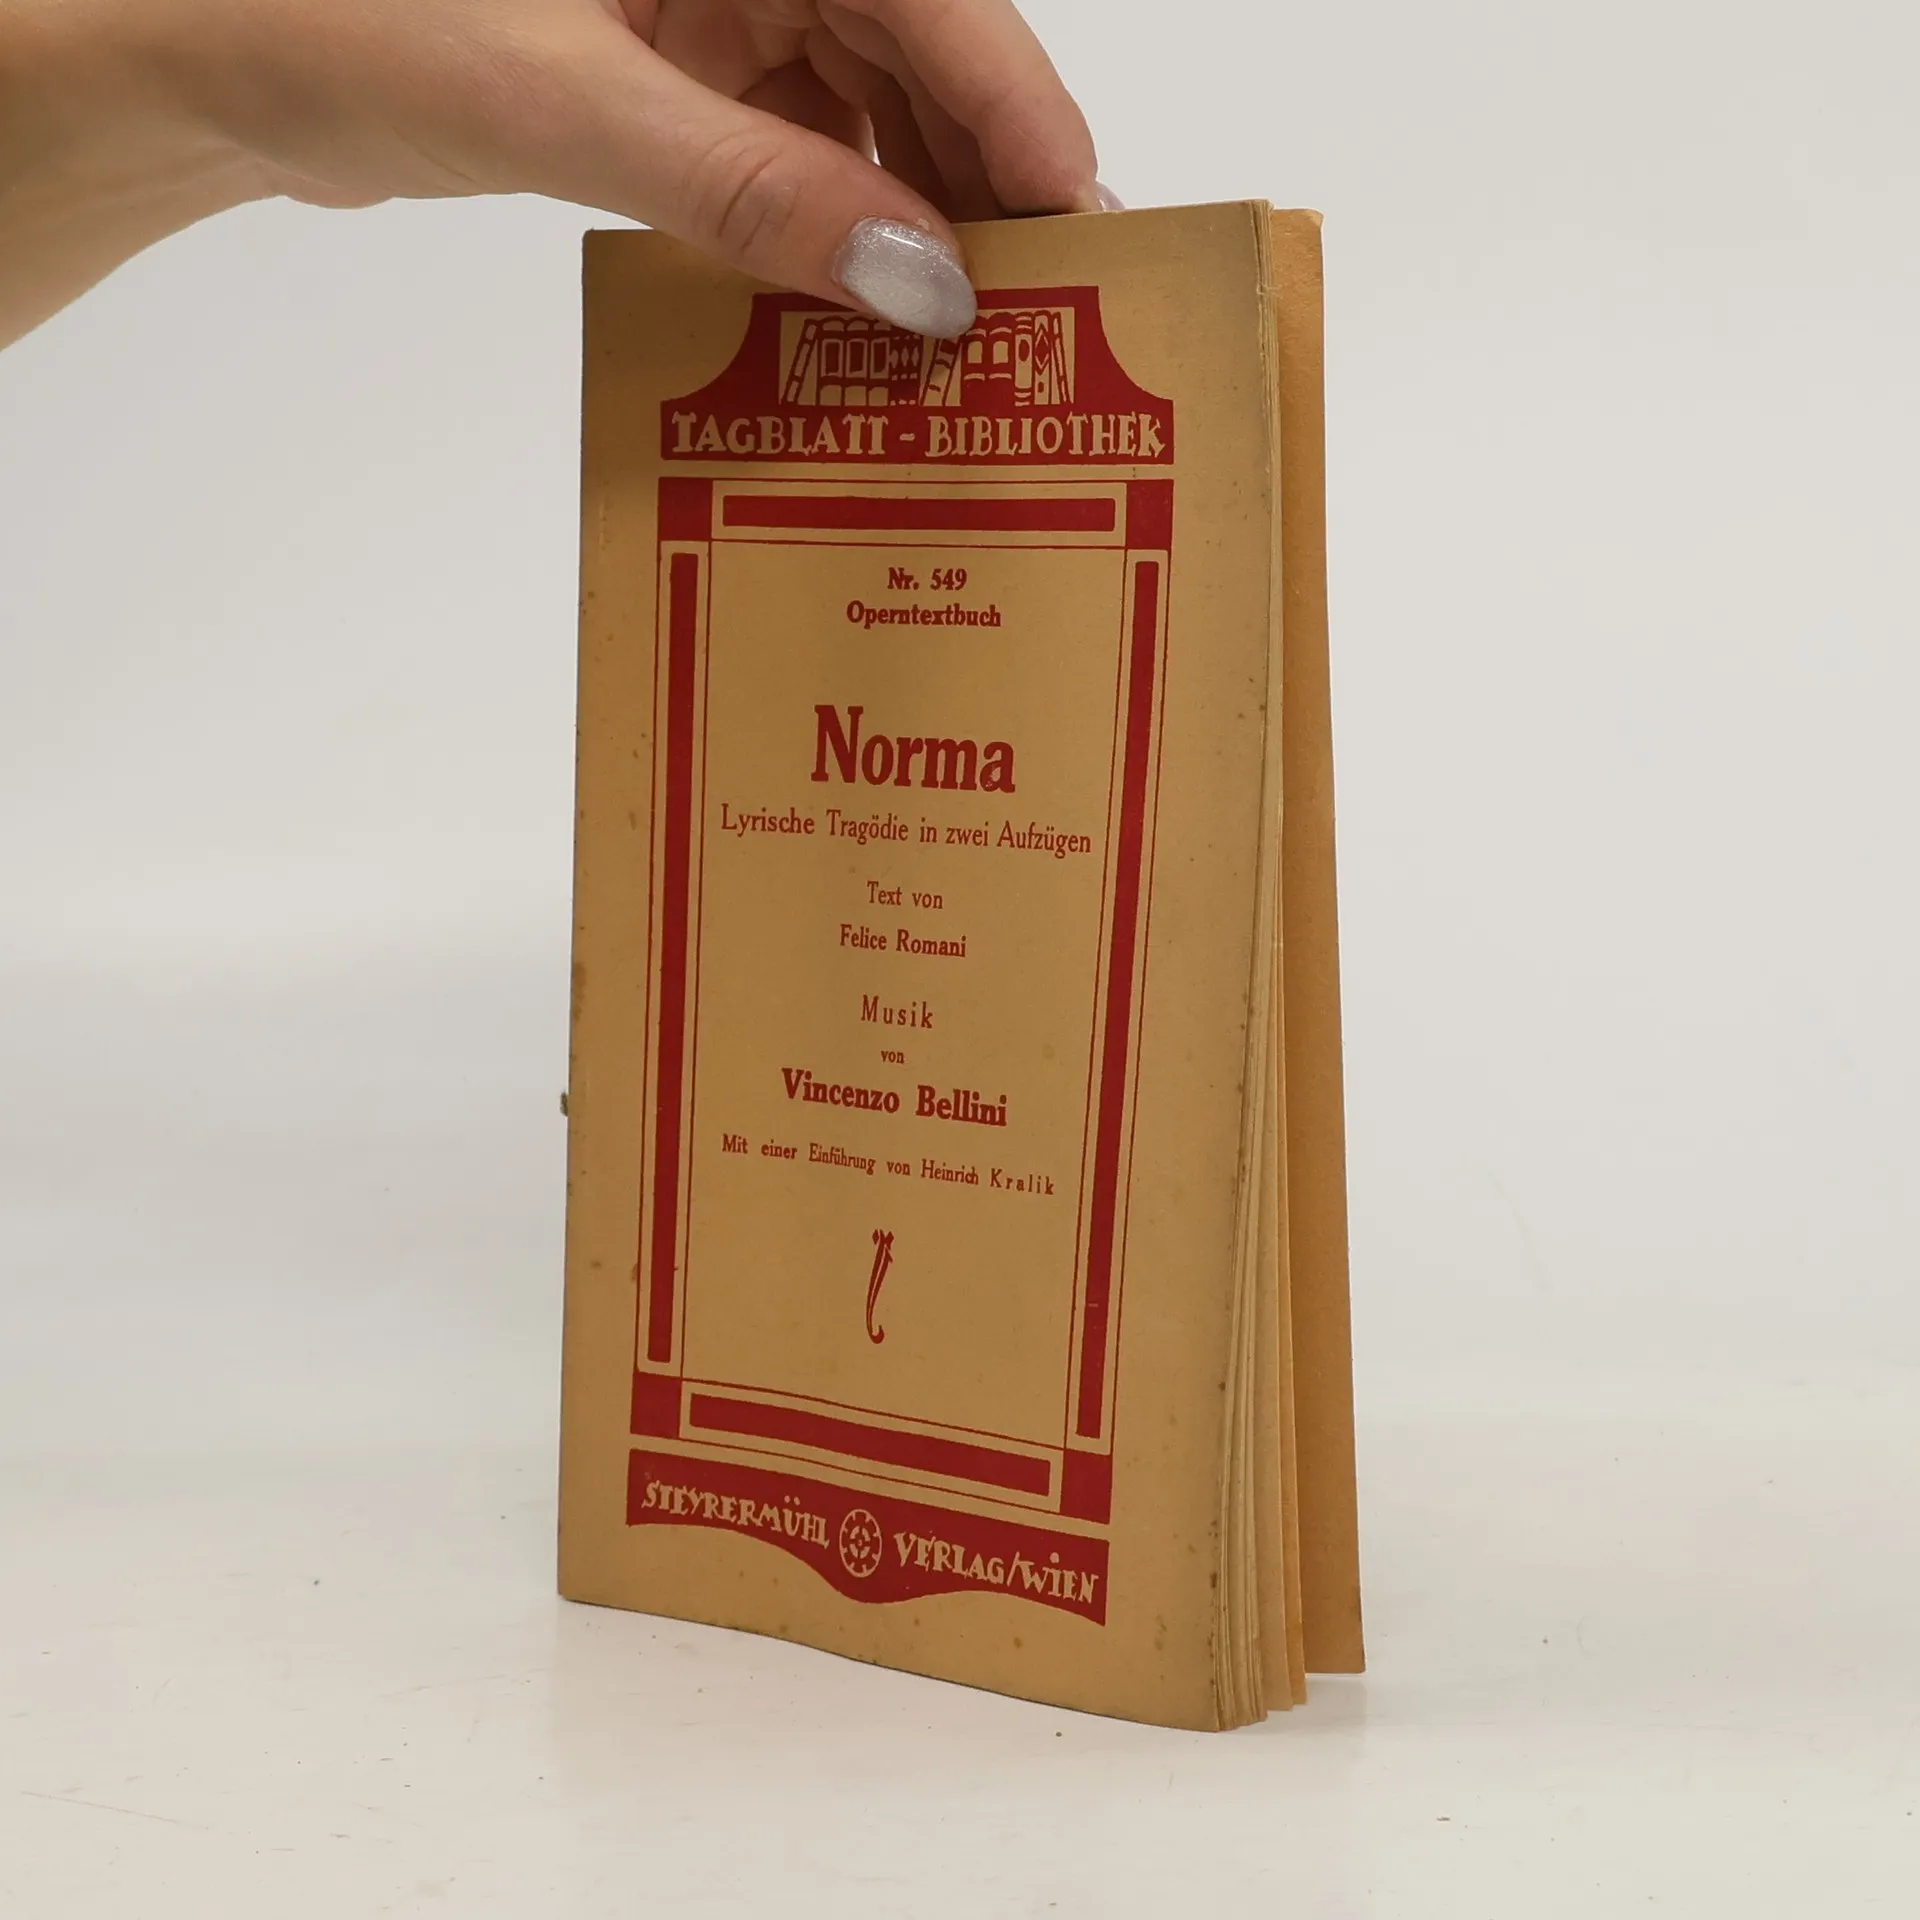 TAGBLATT - BIBLIOTHEK
Nr. 549
Operntextbuch
Norma
Lyrische Tragödie in zwei Aufzügen
Text von
Felice Romani
Musik
von
Vincenzo Bellini
Mit einer Einführung von Heinrich Kralik
STEYRERMÜHL VERLAG/WIEN